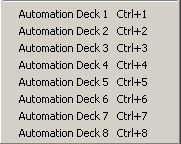 Automation Deck 1 Ctrl+1
Automation Deck 2 Ctrl+2
Automation Deck 3 Ctrl+3
Automation Deck 4 Ctrl+4
Automation Deck 5 Ctrl+5
Automation Deck 6 Ctrl+6
Automation Deck 7 Ctrl+7
Automation Deck 8 Ctrl+8